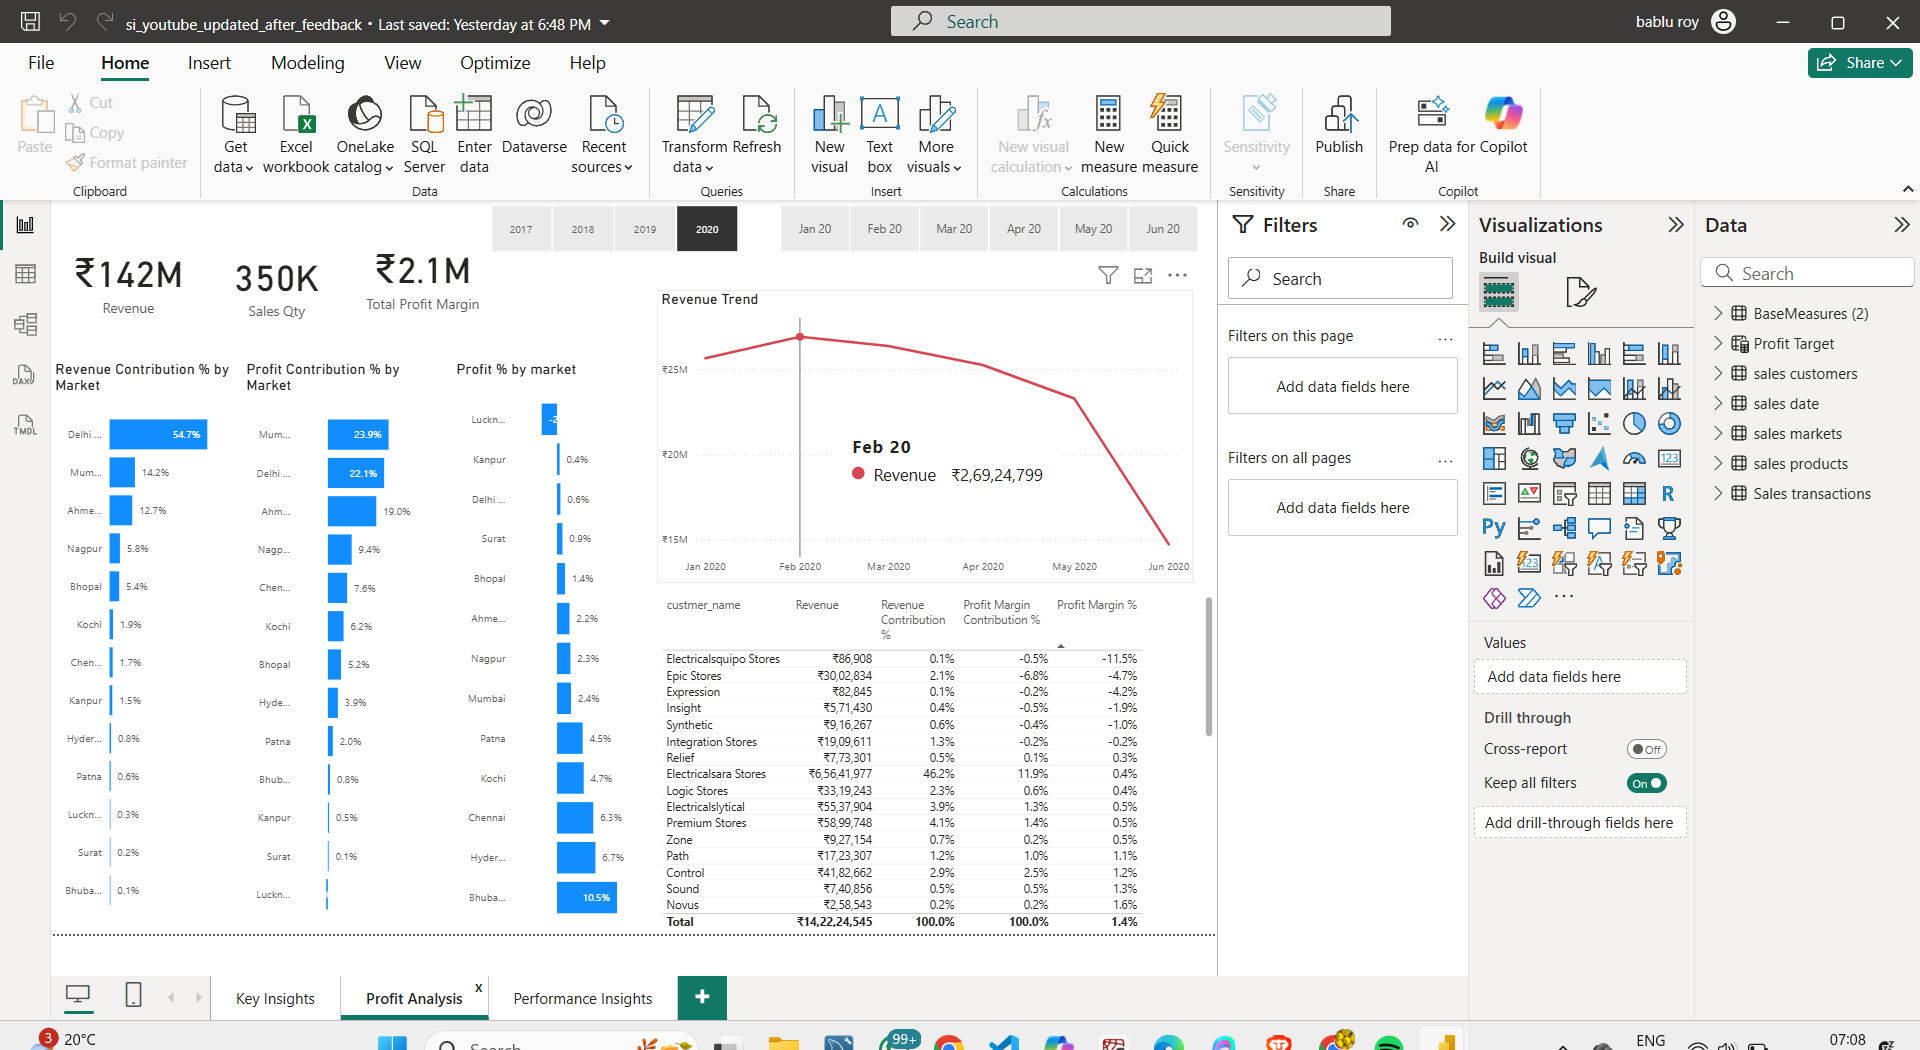 si_youtube_updated_after_feedback • Last saved: Yesterday at 6:48 PM
Search
bablu roy
File
Home
Insert
Modeling
View
Optimize
Help
Share
Paste
Cut
Copy
Format painter
Clipboard
Get data
Excel workbook
OneLake catalog
SQL Server
Enter data
Dataverse
Recent sources
Data
Transform data
Refresh
Queries
New visual
Text box
More visuals
Insert
New visual calculation
New measure
Quick measure
Calculations
Sensitivity
Sensitivity
Publish
Share
Prep data for AI
Copilot
Copilot
2017
2018
2019
2020
Jan 20
Feb 20
Mar 20
Apr 20
May 20
Jun 20
₹142M
Revenue
350K
Sales Qty
₹2.1M
Total Profit Margin
Revenue Contribution % by Market
Delhi ... 54.7%
Mum... 14.2%
Ahme... 12.7%
Nagpur 5.8%
Bhopal 5.4%
Kochi 1.9%
Chen... 1.7%
Kanpur 1.5%
Hyder... 0.8%
Patna 0.6%
Luckn... 0.3%
Surat 0.2%
Bhuba... 0.1%
Profit Contribution % by Market
Mum... 23.9%
Delhi ... 22.1%
Ahm... 19.0%
Nagp... 9.4%
Chen... 7.6%
Kochi 6.2%
Bhopal 5.2%
Hyde... 3.9%
Patna 2.0%
Bhub... 0.8%
Kanpur 0.5%
Surat 0.1%
Luckn...
Profit % by market
Luckn... -2
Kanpur 0.4%
Delhi ... 0.6%
Surat 0.9%
Bhopal 1.4%
Ahme... 2.2%
Nagpur 2.3%
Mumbai 2.4%
Patna 4.5%
Kochi 4.7%
Chennai 6.3%
Hyder... 6.7%
Bhuba... 10.5%
Revenue Trend
₹25M
₹20M
₹15M
Feb 20
Revenue ₹2,69,24,799
Jan 2020
Feb 2020
Mar 2020
Apr 2020
May 2020
Jun 2020
custmer_name Revenue Revenue Contribution % Profit Margin Contribution % Profit Margin %
Electricalsquipo Stores ₹86,908 0.1% -0.5% -11.5%
Epic Stores ₹30,02,834 2.1% -6.8% -4.7%
Expression ₹82,845 0.1% -0.2% -4.2%
Insight ₹5,71,430 0.4% -0.5% -1.9%
Synthetic ₹9,16,267 0.6% -0.4% -1.0%
Integration Stores ₹19,09,611 1.3% -0.2% -0.2%
Relief ₹7,73,301 0.5% 0.1% 0.3%
Electricalsara Stores ₹6,56,41,977 46.2% 11.9% 0.4%
Logic Stores ₹33,19,243 2.3% 0.6% 0.4%
Electricalslytical ₹55,37,904 3.9% 1.3% 0.5%
Premium Stores ₹58,99,748 4.1% 1.4% 0.5%
Zone ₹9,27,154 0.7% 0.2% 0.5%
Path ₹17,23,307 1.2% 1.0% 1.1%
Control ₹41,82,662 2.9% 2.5% 1.2%
Sound ₹7,40,856 0.5% 0.5% 1.3%
Novus ₹2,58,543 0.2% 0.2% 1.6%
Total ₹14,22,24,545 100.0% 100.0% 1.4%
Filters
Search
Filters on this page
Add data fields here
Filters on all pages
Add data fields here
Visualizations
Build visual
Values
Add data fields here
Drill through
Cross-report Off
Keep all filters On
Add drill-through fields here
Data
Search
BaseMeasures (2)
Profit Target
sales customers
sales date
sales markets
sales products
Sales transactions
DAX
TMDL
123
R
Py
Key Insights
Profit Analysis
x
Performance Insights
+
3
20°C
Search
99+
ENG
07:08